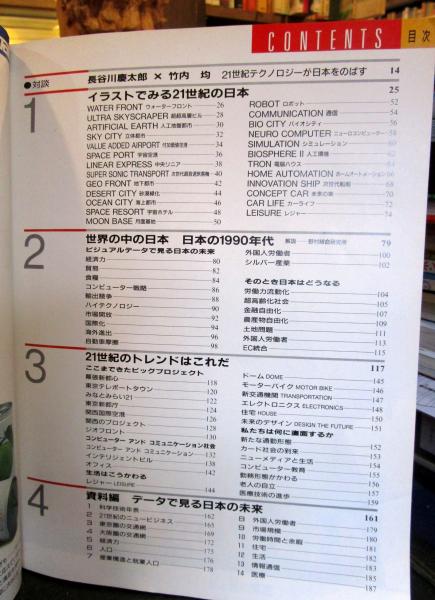 CONTENTS
目次
●対談
長谷川慶太郎 × 竹内 均 21世紀テクノロジーが日本をのばす 14
1
イラストでみる21世紀の日本 25
WATER FRONT ウォーターフロント 26
ULTRA SKYSCRAPER 超超高層ビル 28
ARTIFICIAL EARTH 人工地盤都市 30
SKY CITY 立体都市 32
VALUE ADDED AIRPORT 付加価値空港 34
SPACE PORT 宇宙空港 36
LINEAR EXPRESS 中央リニア 38
SUPER SONIC TRANSPORT 次世代超音速旅客機 40
GEO FRONT 地下都市 42
DESERT CITY 砂漠緑化 44
OCEAN CITY 海上都市 46
SPACE RESORT 宇宙ホテル 48
MOON BASE 月面基地 50
ROBOT ロボット 52
COMMUNICATION 通信 54
BIO CITY バイオシティ 56
NEURO COMPUTER ニューロコンピューター 58
SIMULATION シミュレーション 60
BIOSPHERE II 人工環境 62
TRON 電脳ハウス 64
HOME AUTOMATION ホームオートメーション 66
INNOVATION SHIP 次世代船舶 68
CONCEPT CAR 未来の車 70
CAR LIFE カーライフ 72
LEISURE レジャー 74
2
世界の中の日本 日本の1990年代 解説 野村総合研究所 79
ビジュアルデータで見る日本の未来
経済力 80
貿易 82
食糧 84
コンピューター戦略 86
輸出競争 88
ハイテクノロジー 90
市場開放 92
国際化 94
海外進出 96
自動車摩擦 98
外国人労働者 100
シルバー産業 102
そのとき日本はどうなる
労働力流動化 104
超高齢化社会 105
金融自由化 107
農産物自由化 109
土地問題 111
外国人労働者 113
EC統合 115
3
21世紀のトレンドはこれだ 117
ここまできたビッグプロジェクト
幕張新都心 118
東京テレポートタウン 120
みなとみらい21 122
東京新都庁 124
関西国際空港 126
関西のプロジェクト 128
ジオフロント 130
コンピューター アンド コミュニケーション社会
コンピューター アンド コミュニケーション 132
インテリジェントビル 138
オフィス 142
生活はこうかわる
レジャー LEISURE 144
ドーム DOME 145
モーターバイク MOTOR BIKE 146
新交通機関 TRANSPORTATION 147
エレクトロニクス ELECTRONICS 148
住宅 HOUSE 150
未来のデザイン DESIGN THE FUTURE 151
私たちは何に直面するか
新たな通勤形態 152
カード社会の到来 153
ニューメディアと生活 154
コンピューター教育 155
勤務形態がかわる 156
老人の自立 157
医療技術の進歩 159
4
資料編 データで見る日本の未来 161
1 科学技術年表 162
2 21世紀のニュービジネス 165
3 東京圏の交通網 168
4 大阪圏の交通網 170
5 経済力 172
6 人口 175
7 産業構造と就業人口 178
8 外国人労働者 179
9 市場規模 180
10 労働時間と余暇 181
11 住宅 182
12 生活 183
13 情報通信 185
14 医療 187